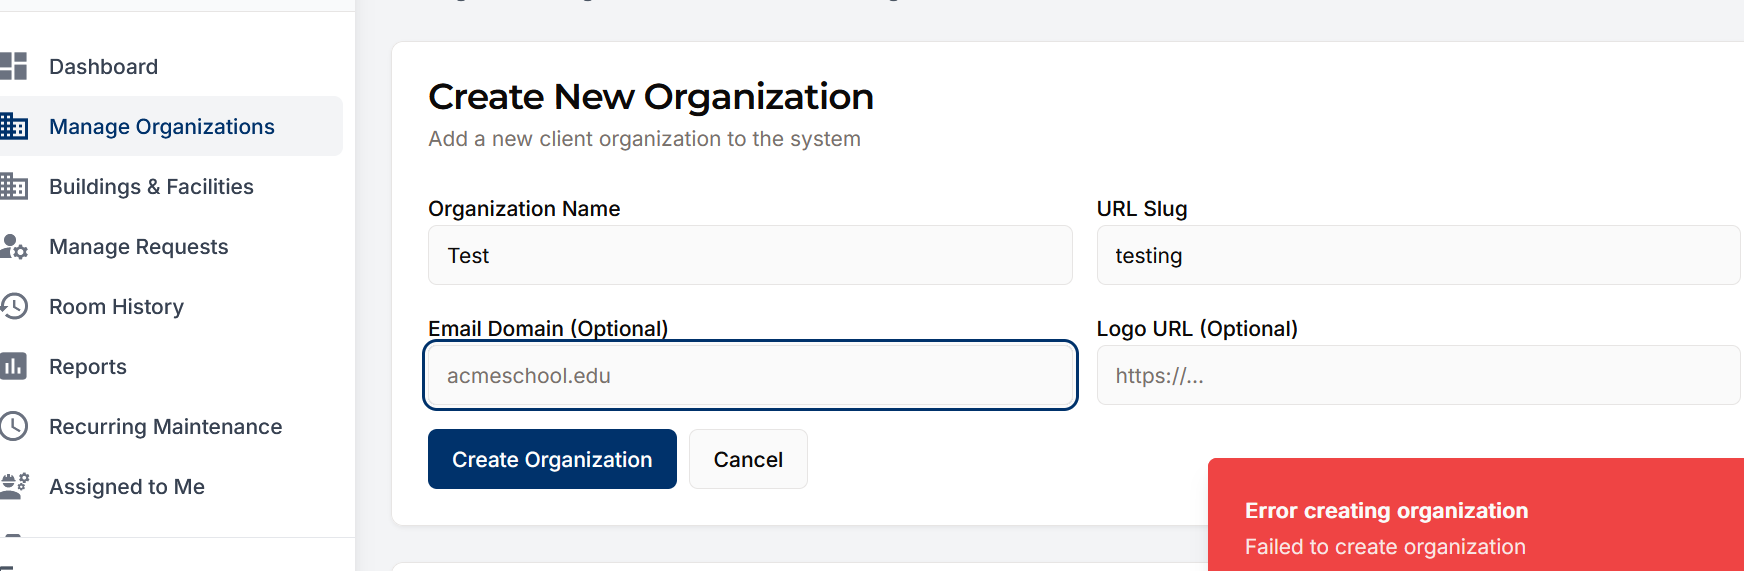 Dashboard
Manage Organizations
Buildings & Facilities
Manage Requests
Room History
Reports
Recurring Maintenance
Assigned to Me
Create New Organization
Add a new client organization to the system
Organization Name
Test
URL Slug
testing
Email Domain (Optional)
acmeschool.edu
Logo URL (Optional)
https://...
Create Organization
Cancel
Error creating organization
Failed to create organization